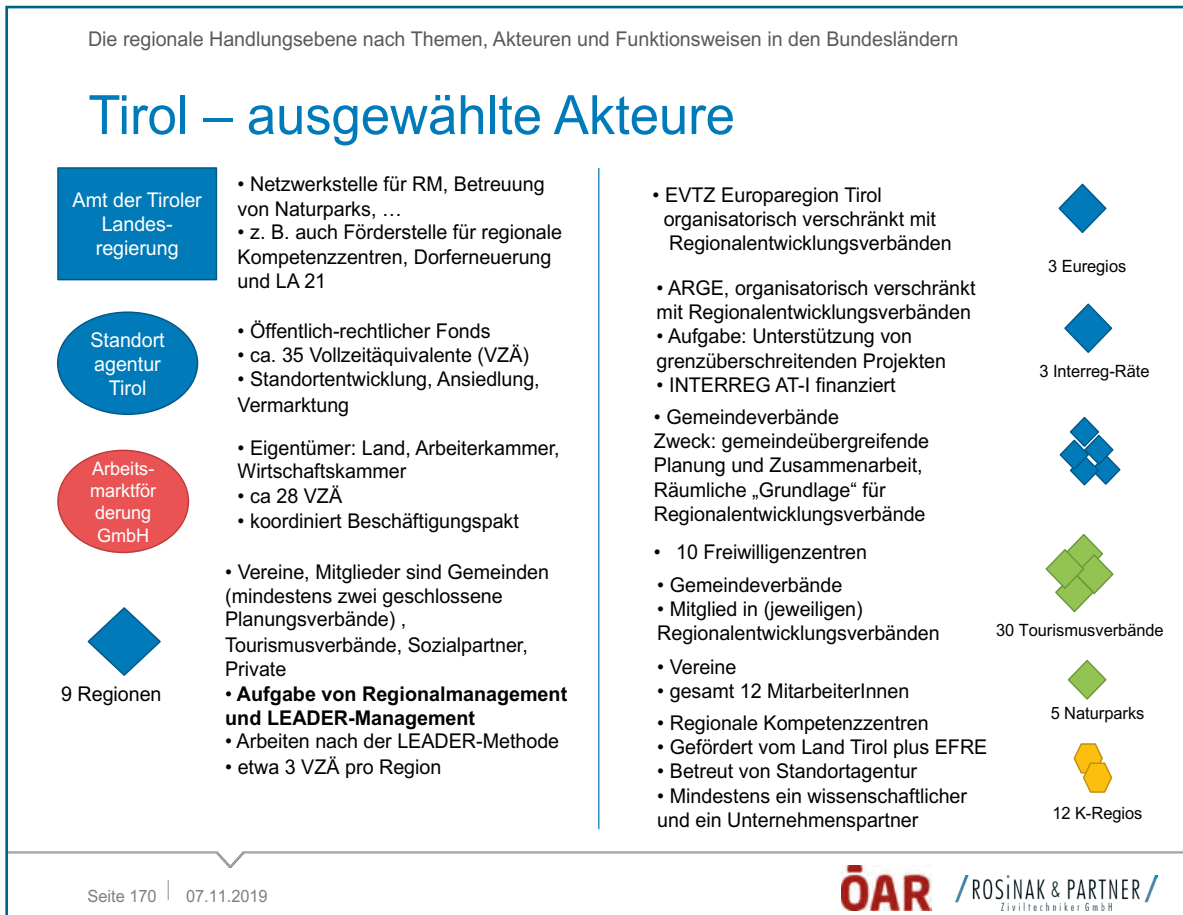 Die regionale Handlungsebene nach Themen, Akteuren und Funktionsweisen in den Bundesländern
Tirol – ausgewählte Akteure
Amt der Tiroler
Landes-
regierung
• Netzwerkstelle für RM, Betreuung
von Naturparks, …
• z. B. auch Förderstelle für regionale
Kompetenzzentren, Dorferneuerung
und LA 21
Standort
agentur
Tirol
• Öffentlich-rechtlicher Fonds
• ca. 35 Vollzeitäquivalente (VZÄ)
• Standortentwicklung, Ansiedlung,
Vermarktung
Arbeits-
marktför
derung
GmbH
• Eigentümer: Land, Arbeiterkammer,
Wirtschaftskammer
• ca 28 VZÄ
• koordiniert Beschäftigungspakt
9 Regionen
• Vereine, Mitglieder sind Gemeinden
(mindestens zwei geschlossene
Planungsverbände) ,
Tourismusverbände, Sozialpartner,
Private
• Aufgabe von Regionalmanagement
und LEADER-Management
• Arbeiten nach der LEADER-Methode
• etwa 3 VZÄ pro Region
• EVTZ Europaregion Tirol
organisatorisch verschränkt mit
Regionalentwicklungsverbänden
3 Euregios
• ARGE, organisatorisch verschränkt
mit Regionalentwicklungsverbänden
• Aufgabe: Unterstützung von
grenzüberschreitenden Projekten
• INTERREG AT-I finanziert
3 Interreg-Räte
• Gemeindeverbände
Zweck: gemeindeübergreifende
Planung und Zusammenarbeit,
Räumliche „Grundlage“ für
Regionalentwicklungsverbände
• 10 Freiwilligenzentren
• Gemeindeverbände
• Mitglied in (jeweiligen)
Regionalentwicklungsverbänden
30 Tourismusverbände
• Vereine
• gesamt 12 MitarbeiterInnen
5 Naturparks
• Regionale Kompetenzzentren
• Gefördert vom Land Tirol plus EFRE
• Betreut von Standortagentur
• Mindestens ein wissenschaftlicher
und ein Unternehmenspartner
12 K-Regios
Seite 170 | 07.11.2019
ÖAR
/ROSiNAK & PARTNER/
Ziviltechniker GmbH